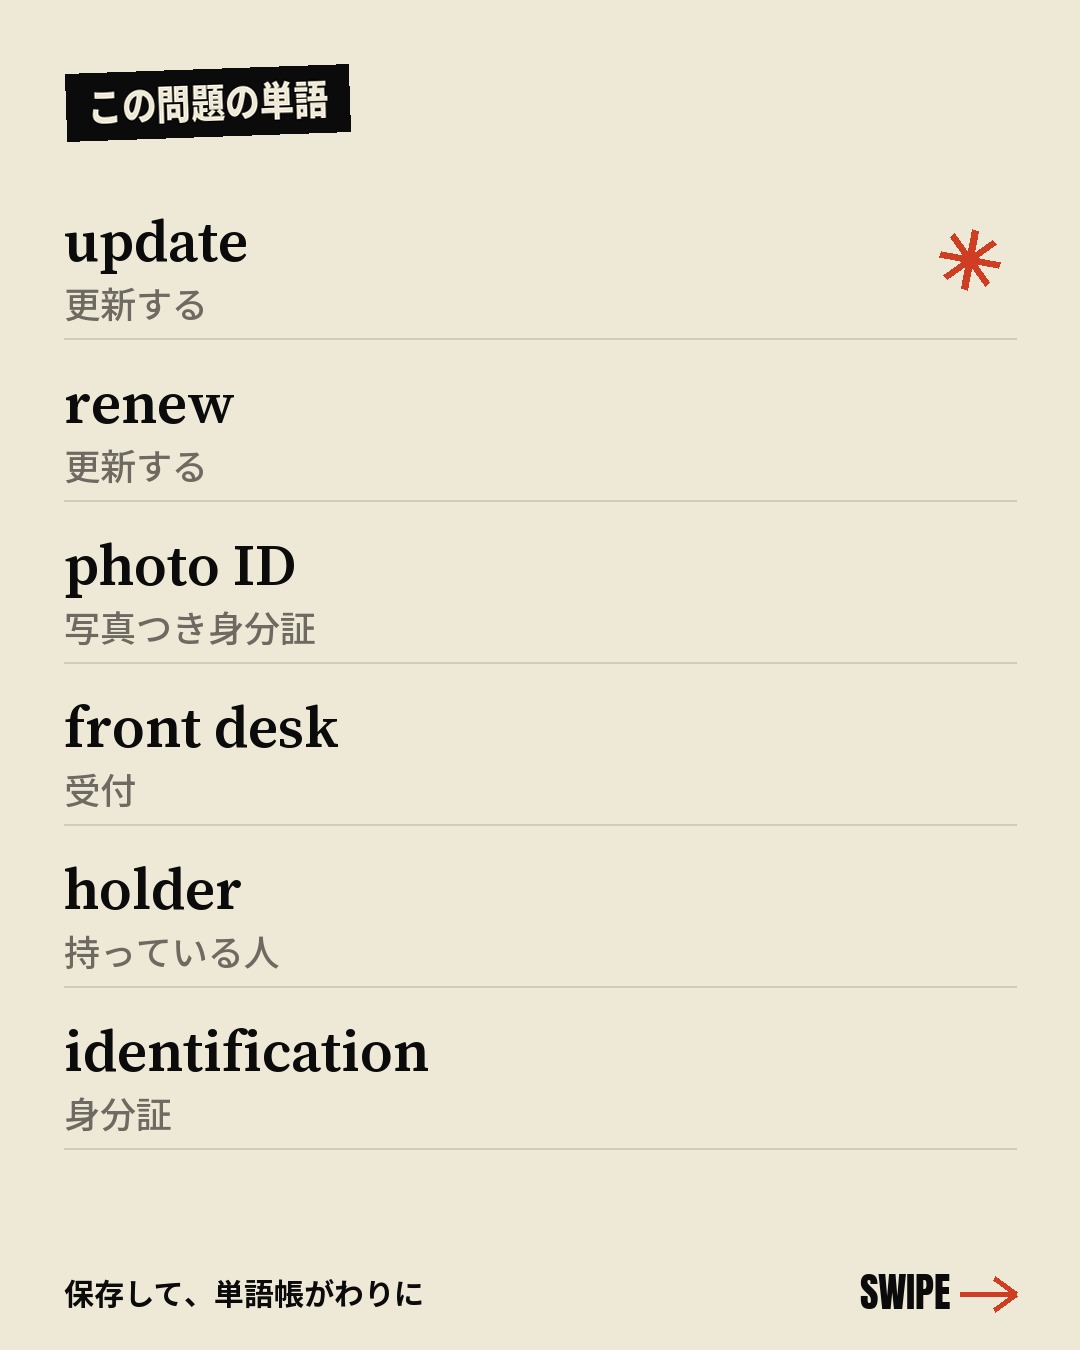 この問題の単語
update
更新する
renew
更新する
photo ID
写真つき身分証
front desk
受付
holder
持っている人
identification
身分証
保存して、単語帳がわりに
SWIPE